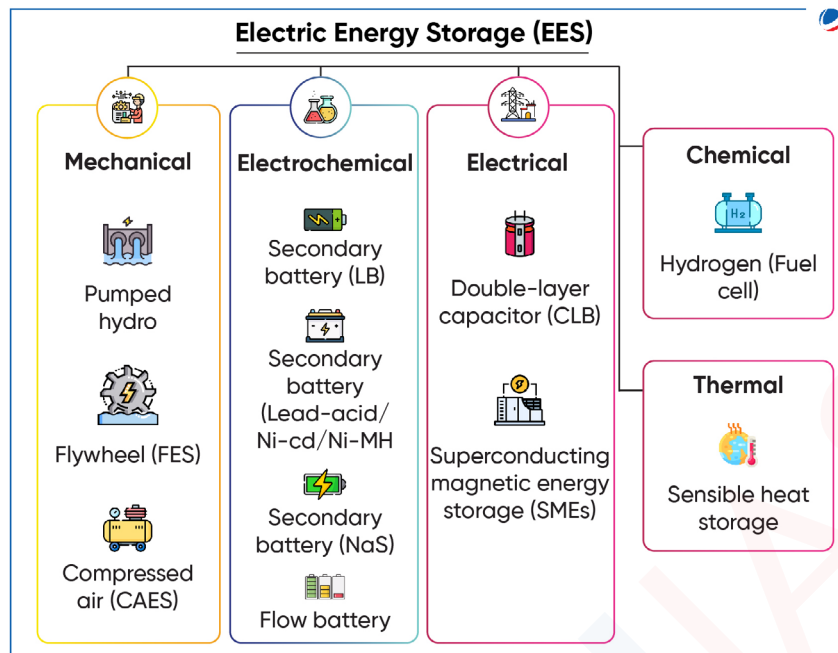 Electric Energy Storage (EES)
Mechanical
Pumped
hydro
Flywheel (FES)
Compressed
air (CAES)
Electrochemical
Secondary
battery (LB)
Secondary
battery
(Lead-acid/
Ni-cd/Ni-MH
Secondary
battery (NaS)
Flow battery
Electrical
Double-layer
capacitor (CLB)
Superconducting
magnetic energy
storage (SMEs)
Chemical
H₂
Hydrogen (Fuel
cell)
Thermal
Sensible heat
storage